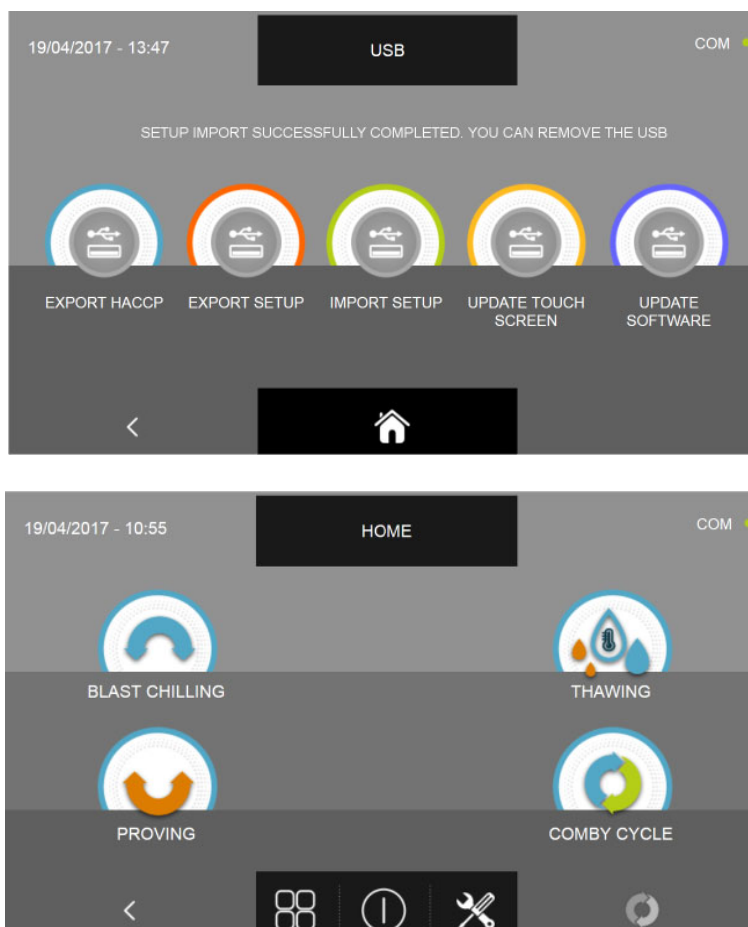 19/04/2017 - 13:47
USB
COM
SETUP IMPORT SUCCESSFULLY COMPLETED. YOU CAN REMOVE THE USB
EXPORT HACCP
EXPORT SETUP
IMPORT SETUP
UPDATE TOUCH
SCREEN
UPDATE
SOFTWARE
19/04/2017 - 10:55
HOME
COM
BLAST CHILLING
THAWING
PROVING
COMBY CYCLE